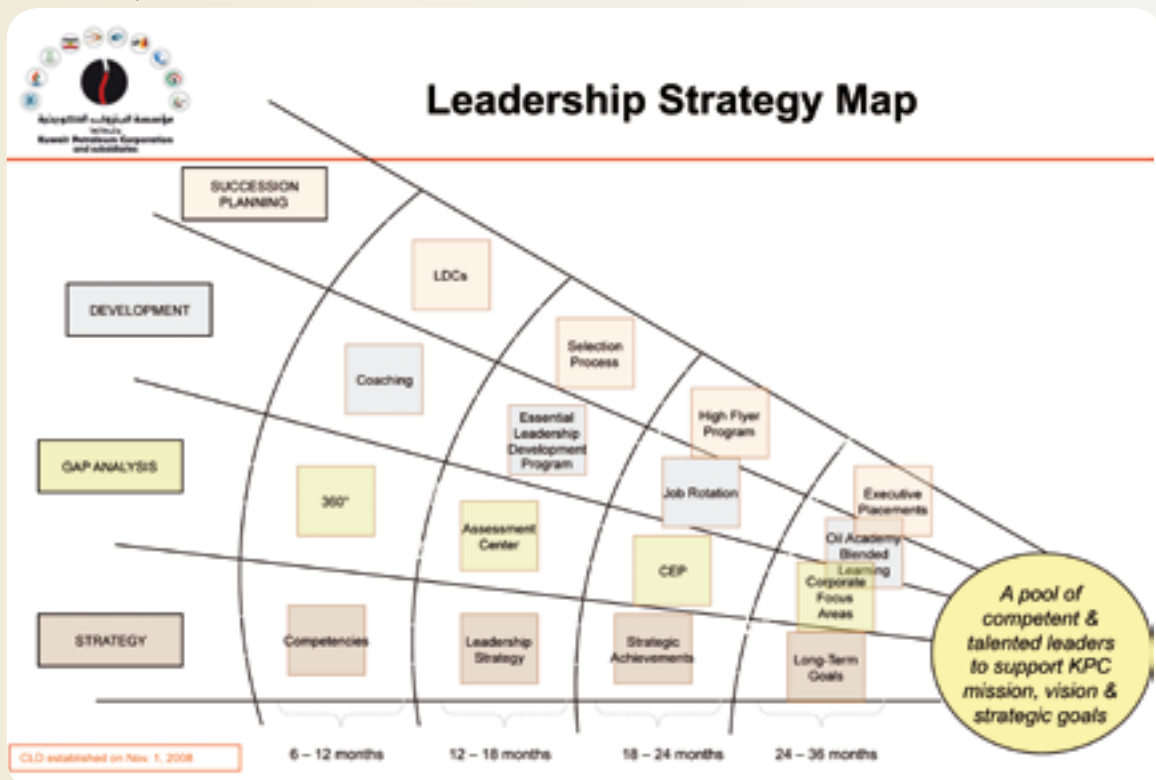 Leadership Strategy Map
مؤسسة البترول الكويتية
Kuwait Petroleum Corporation
and subsidiaries
SUCCESSION
PLANNING
LDCs
DEVELOPMENT
Selection
Process
Coaching
High Flyer
Program
Essential
Leadership
Development
Program
GAP ANALYSIS
360°
Job Rotation
Executive
Placements
Assessment
Center
Oil Academy
Blended
Learning
CEP
Corporate
Focus
Areas
A pool of
competent &
talented leaders
to support KPC
mission, vision &
strategic goals
STRATEGY
Competencies
Leadership
Strategy
Strategic
Achievements
Long-Term
Goals
CLD established on Nov. 1, 2008
6 – 12 months
12 – 18 months
18 – 24 months
24 – 36 months